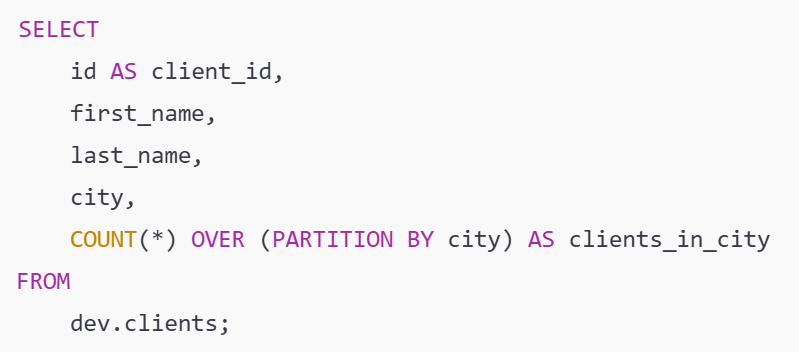 SELECT
id AS client_id,
first_name,
last_name,
city,
COUNT(*) OVER (PARTITION BY city) AS clients_in_city
FROM
dev.clients;